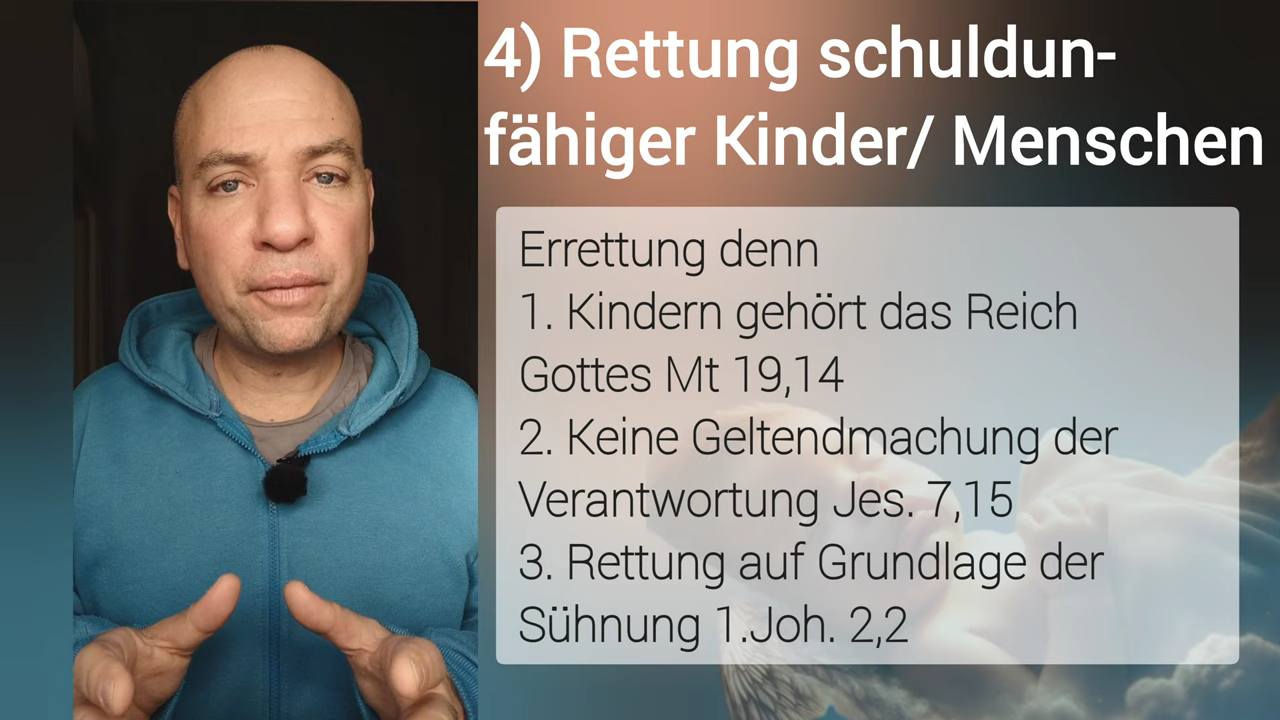 4) Rettung schuldun-
fähiger Kinder/ Menschen
Errettung denn
1. Kindern gehört das Reich
Gottes Mt 19,14
2. Keine Geltendmachung der
Verantwortung Jes. 7,15
3. Rettung auf Grundlage der
Sühnung 1.Joh. 2,2